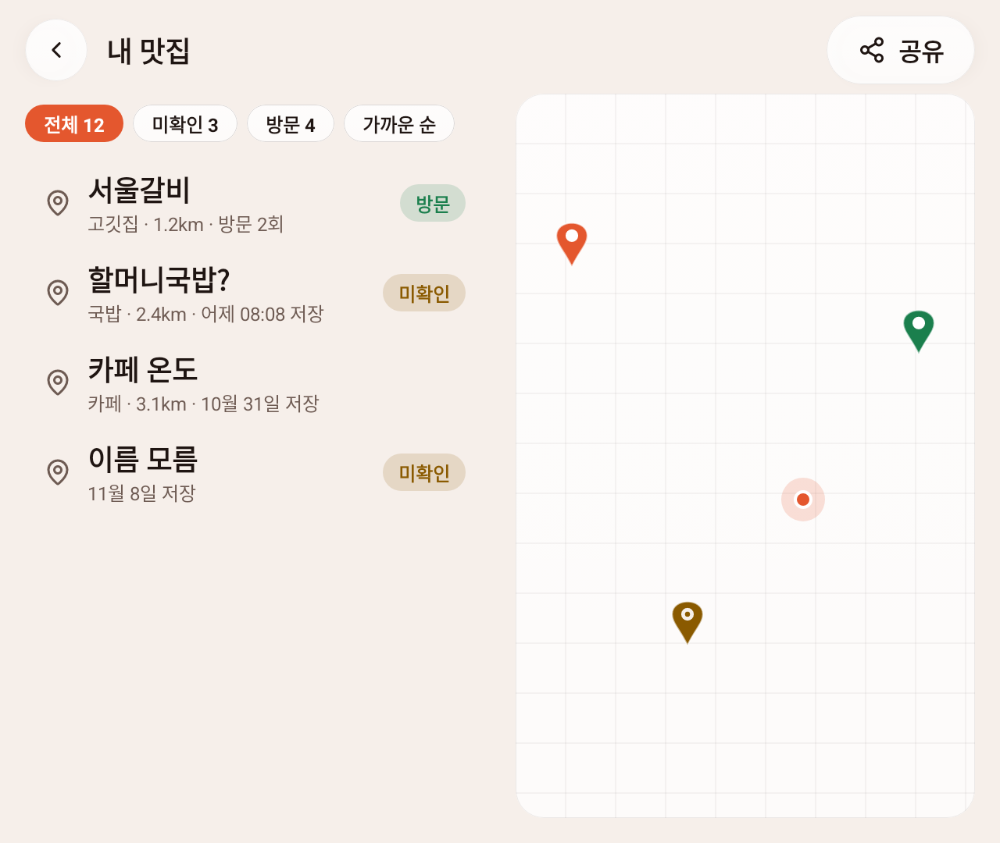 내 맛집
공유
전체 12
미확인 3
방문 4
가까운 순
서울갈비
방문
고깃집 · 1.2km · 방문 2회
할머니국밥?
미확인
국밥 · 2.4km · 어제 08:08 저장
카페 온도
카페 · 3.1km · 10월 31일 저장
이름 모름
미확인
11월 8일 저장